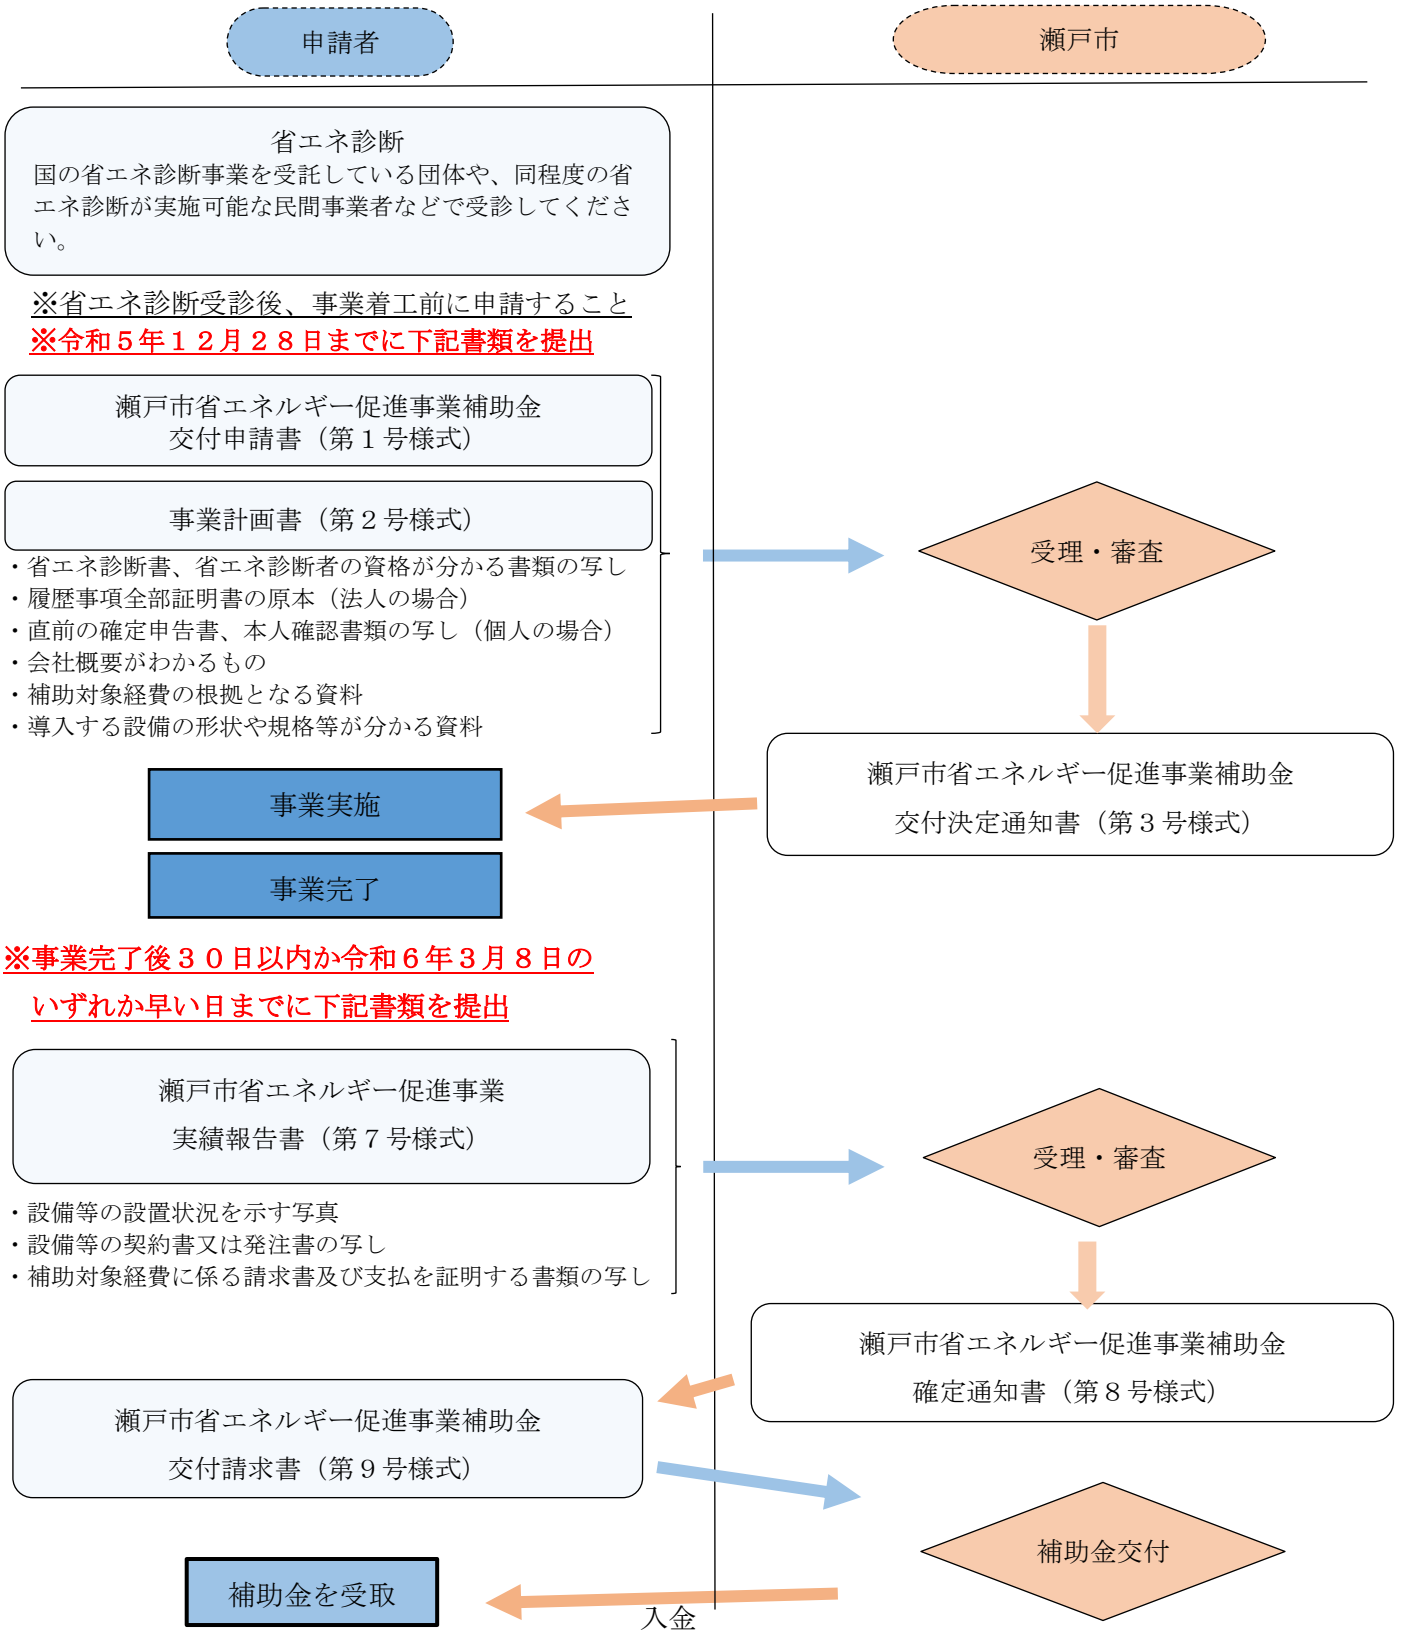 申請者
瀬戸市
省エネ診断
国の省エネ診断事業を受託している団体や、同程度の省
エネ診断が実施可能な民間事業者などで受診してくださ
い。
※省エネ診断受診後、事業着工前に申請すること
※令和５年１２月２８日までに下記書類を提出
瀬戸市省エネルギー促進事業補助金
交付申請書（第１号様式）
事業計画書（第２号様式）
・省エネ診断書、省エネ診断者の資格が分かる書類の写し
・履歴事項全部証明書の原本（法人の場合）
・直前の確定申告書、本人確認書類の写し（個人の場合）
・会社概要がわかるもの
・補助対象経費の根拠となる資料
・導入する設備の形状や規格等が分かる資料
受理・審査
瀬戸市省エネルギー促進事業補助金
交付決定通知書（第３号様式）
事業実施
事業完了
※事業完了後３０日以内か令和６年３月８日の
いずれか早い日までに下記書類を提出
瀬戸市省エネルギー促進事業
実績報告書（第７号様式）
・設備等の設置状況を示す写真
・設備等の契約書又は発注書の写し
・補助対象経費に係る請求書及び支払を証明する書類の写し
受理・審査
瀬戸市省エネルギー促進事業補助金
確定通知書（第８号様式）
瀬戸市省エネルギー促進事業補助金
交付請求書（第９号様式）
補助金交付
補助金を受取
入金